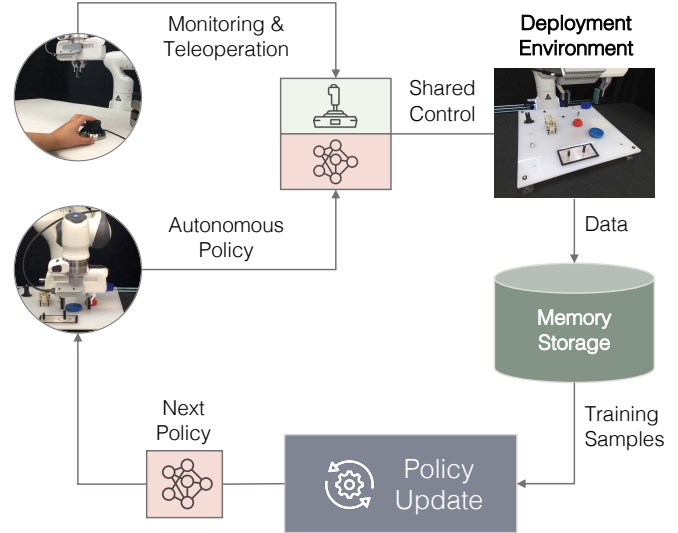 Monitoring &
Teleoperation
Deployment
Environment
Shared
Control
Autonomous
Policy
Data
Memory
Storage
Training
Samples
Next
Policy
Policy
Update